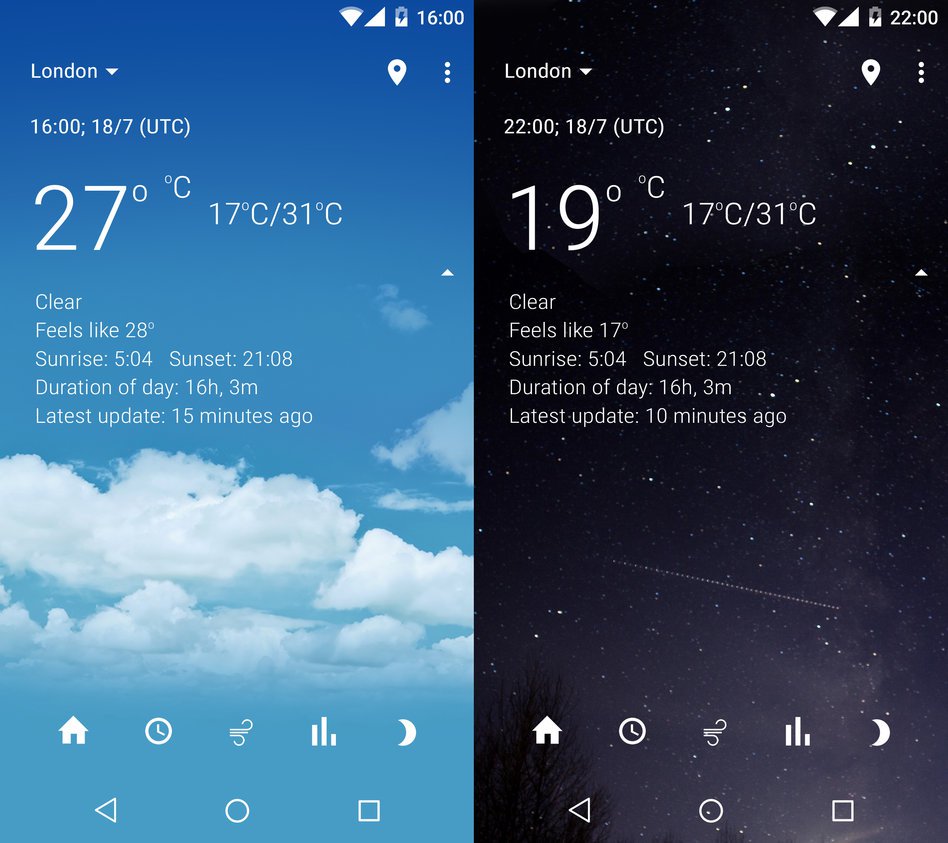 16:00
London
16:00; 18/7 (UTC)
27° °C 17°C/31°C
Clear
Feels like 28°
Sunrise: 5:04 Sunset: 21:08
Duration of day: 16h, 3m
Latest update: 15 minutes ago
22:00
London
22:00; 18/7 (UTC)
19° °C 17°C/31°C
Clear
Feels like 17°
Sunrise: 5:04 Sunset: 21:08
Duration of day: 16h, 3m
Latest update: 10 minutes ago